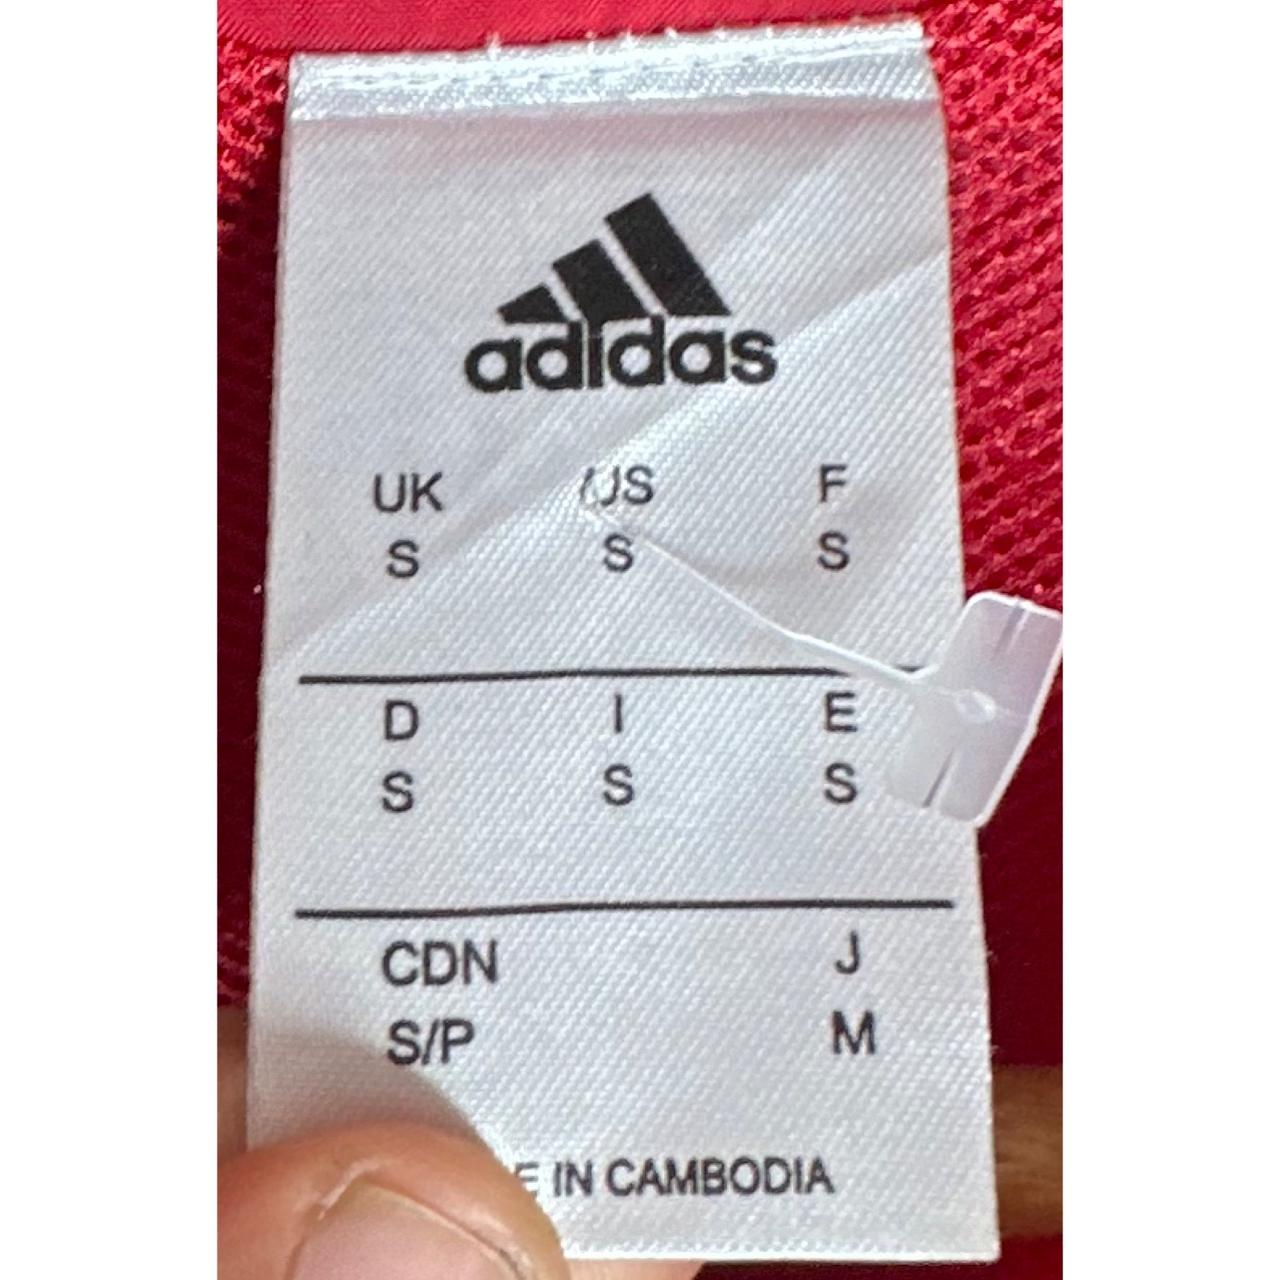 adidas
UK US F
S S S
D I E
S S S
CDN J
S/P M
E IN CAMBODIA